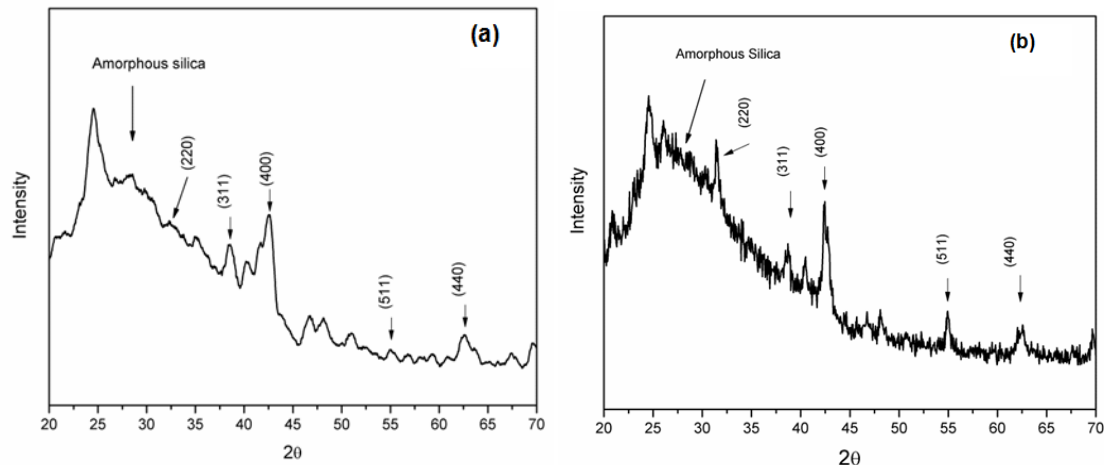 (a)
Amorphous silica
(220)
(311)
(400)
(511)
(440)
Intensity
20 25 30 35 40 45 50 55 60 65 70
2θ
(b)
Amorphous Silica
(220)
(311)
(400)
(511)
(440)
Intensity
20 25 30 35 40 45 50 55 60 65 70
2θ